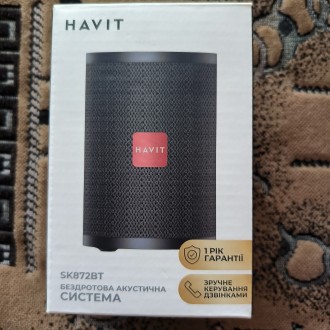 HAVIT
HAVIT
SK872BT
БЕЗДРОТОВА АКУСТИЧНА
СИСТЕМА
1 РІК
ГАРАНТІЇ
ЗРУЧНЕ
КЕРУВАННЯ
ДЗВІНКАМИ